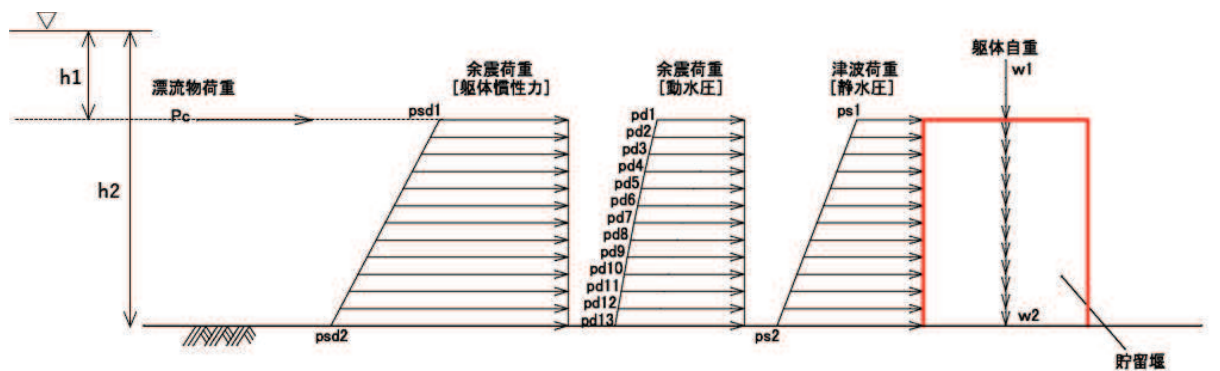 h1
h2
漂流物荷重
Pc
余震荷重
[躯体慣性力]
psd1
psd2
余震荷重
[動水圧]
pd1
pd2
pd3
pd4
pd5
pd6
pd7
pd8
pd9
pd10
pd11
pd12
pd13
津波荷重
[静水圧]
ps1
ps2
躯体自重
w1
w2
貯留堰